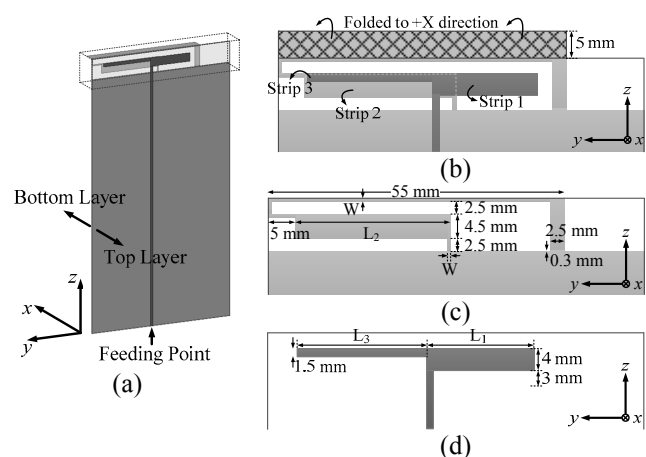 (a)
Bottom Layer
Top Layer
z
x
y
Feeding Point
Folded to +X direction
5 mm
Strip 3
Strip 2
Strip 1
z
y
x
(b)
55 mm
W
2.5 mm
5 mm
L2
4.5 mm
2.5 mm
2.5 mm
W
0.3 mm
z
y
x
(c)
L3
L1
1.5 mm
4 mm
3 mm
z
y
x
(d)